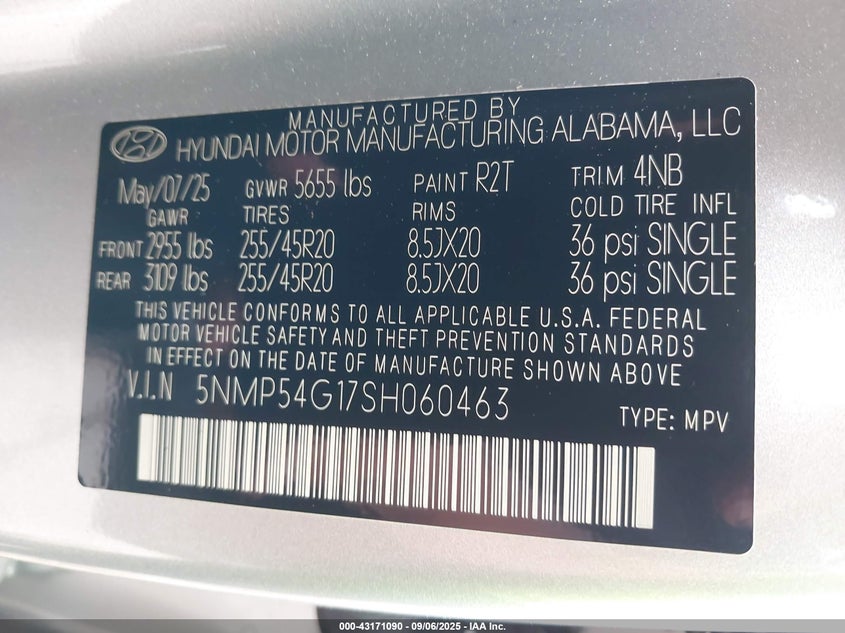 MANUFACTURED BY
HYUNDAI MOTOR MANUFACTURING ALABAMA, LLC
May/07/25 GVWR 5655 lbs PAINT R2T TRIM 4NB
GAWR TIRES RIMS COLD TIRE INFL
FRONT 2955 lbs 255/45R20 8.5JX20 36 psi SINGLE
REAR 3109 lbs 255/45R20 8.5JX20 36 psi SINGLE
THIS VEHICLE CONFORMS TO ALL APPLICABLE U.S.A. FEDERAL
MOTOR VEHICLE SAFETY AND THEFT PREVENTION STANDARDS
IN EFFECT ON THE DATE OF MANUFACTURE SHOWN ABOVE
V.I.N 5NMP54G17SH060463
TYPE: MPV
000-43171090 - 09/06/2025 - IAA Inc.